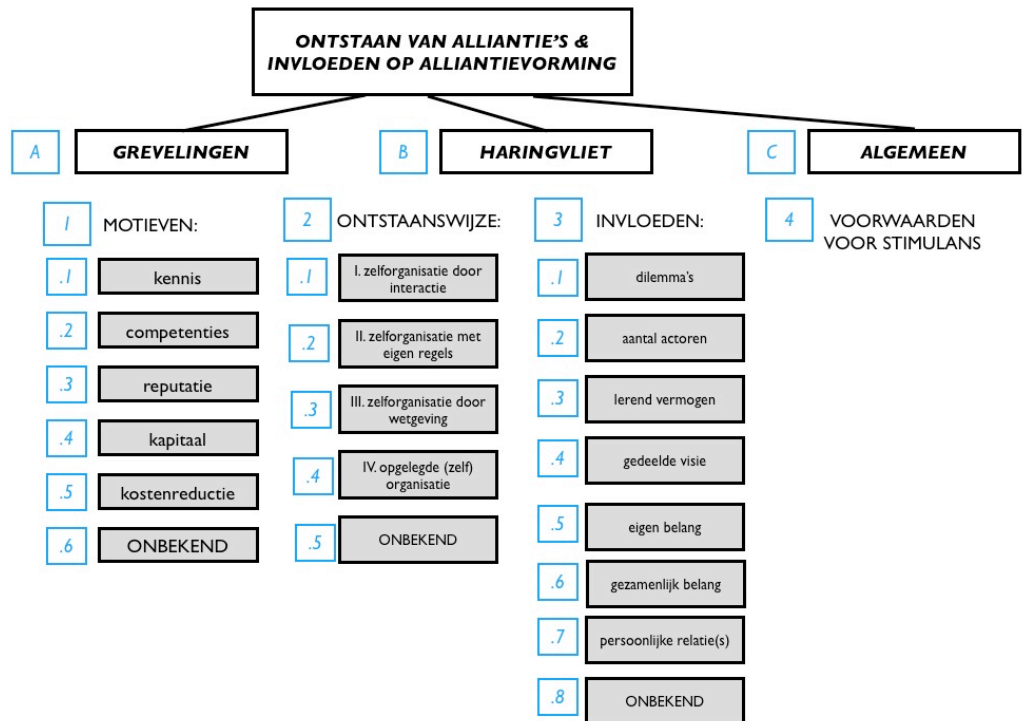 ONTSTAAN VAN ALLIANTIE'S &
INVLOEDEN OP ALLIANTIEVORMING
A
GREVELINGEN
B
HARINGVLIET
C
ALGEMEEN
1
MOTIEVEN:
.1
kennis
.2
competenties
.3
reputatie
.4
kapitaal
.5
kostenreductie
.6
ONBEKEND
2
ONTSTAANSWIJZE:
.1
I. zelforganisatie door
interactie
.2
II. zelforganisatie met
eigen regels
.3
III. zelforganisatie door
wetgeving
.4
IV. opgelegde (zelf)
organisatie
.5
ONBEKEND
3
INVLOEDEN:
.1
dilemma's
.2
aantal actoren
.3
lerend vermogen
.4
gedeelde visie
.5
eigen belang
.6
gezamenlijk belang
.7
persoonlijke relatie(s)
.8
ONBEKEND
4
VOORWAARDEN
VOOR STIMULANS